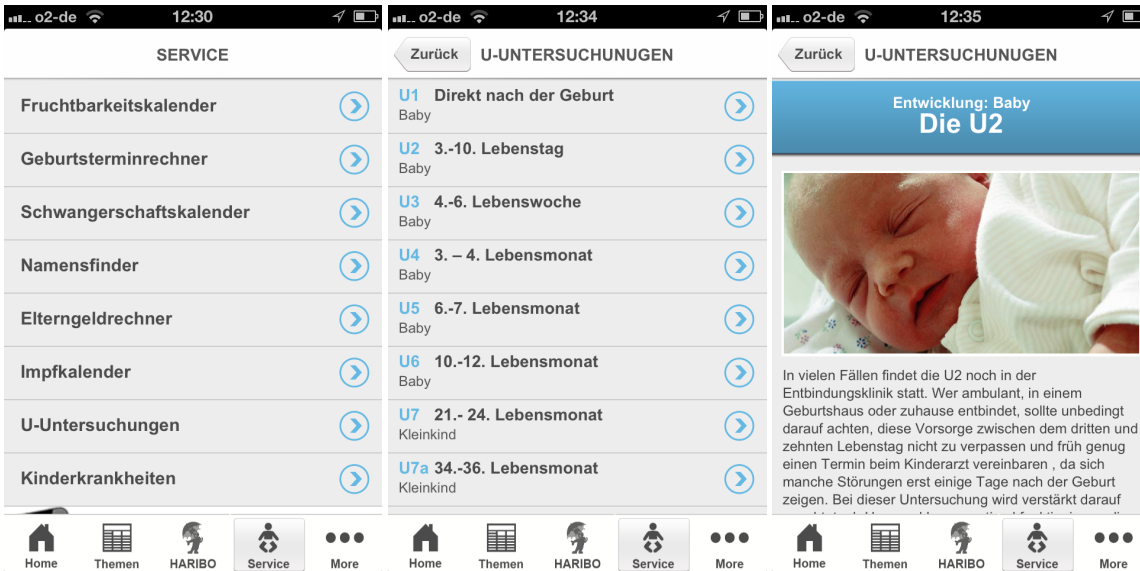 o2-de 12:30
SERVICE
Fruchtbarkeitskalender
Geburtsterminrechner
Schwangerschaftskalender
Namensfinder
Elterngeldrechner
Impfkalender
U-Untersuchungen
Kinderkrankheiten
Home Themen HARIBO Service More
o2-de 12:34
Zurück U-UNTERSUCHUNUGEN
U1 Direkt nach der Geburt
Baby
U2 3.-10. Lebenstag
Baby
U3 4.-6. Lebenswoche
Baby
U4 3. – 4. Lebensmonat
Baby
U5 6.-7. Lebensmonat
Baby
U6 10.-12. Lebensmonat
Baby
U7 21.- 24. Lebensmonat
Kleinkind
U7a 34.-36. Lebensmonat
Kleinkind
Home Themen HARIBO Service More
o2-de 12:35
Zurück U-UNTERSUCHUNUGEN
Entwicklung: Baby
Die U2
In vielen Fällen findet die U2 noch in der
Entbindungsklinik statt. Wer ambulant, in einem
Geburtshaus oder zuhause entbindet, sollte unbedingt
darauf achten, diese Vorsorge zwischen dem dritten und
zehnten Lebenstag nicht zu verpassen und früh genug
einen Termin beim Kinderarzt vereinbaren , da sich
manche Störungen erst einige Tage nach der Geburt
zeigen. Bei dieser Untersuchung wird verstärkt darauf
Home Themen HARIBO Service More